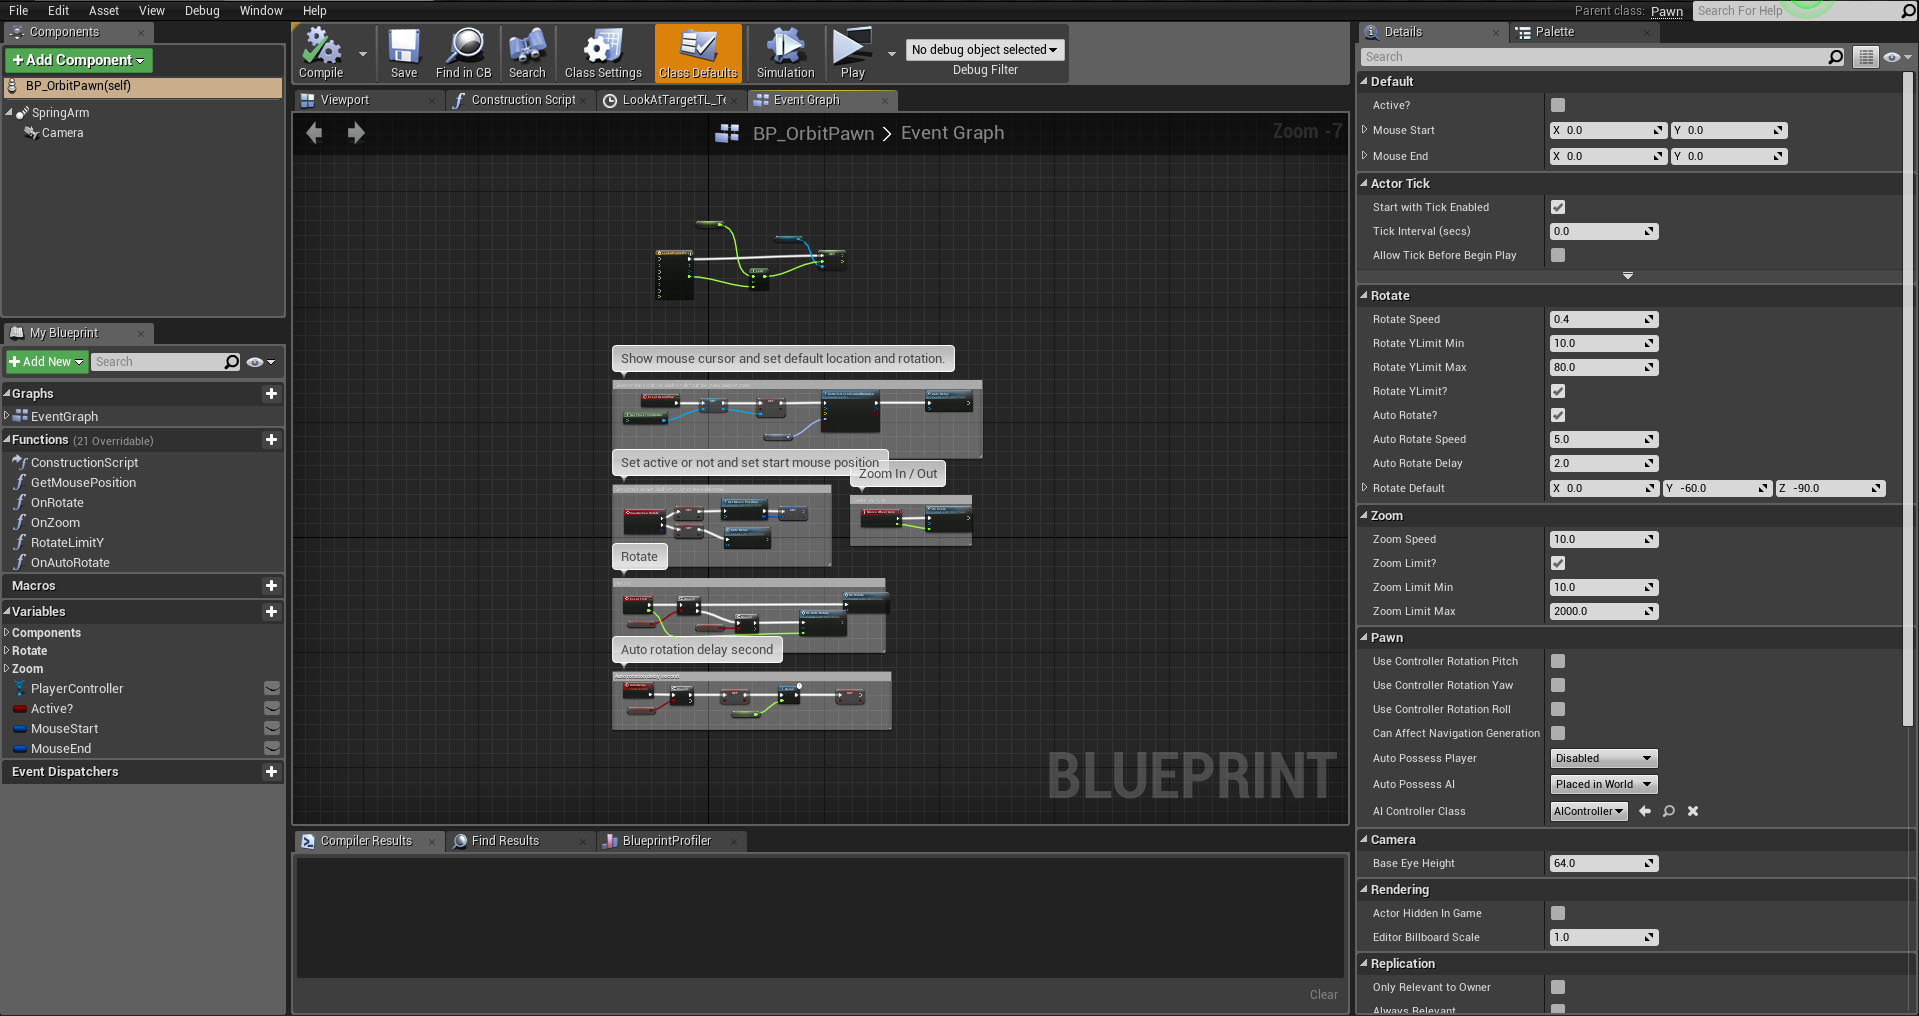 File Edit Asset View Debug Window Help
Parent class: Pawn Search For Help
Components
Add Component
BP_OrbitPawn(self)
SpringArm
Camera
My Blueprint
Add New Search
Graphs
EventGraph
Functions (21 Overridable)
ConstructionScript
GetMousePosition
OnRotate
OnZoom
RotateLimitY
OnAutoRotate
Macros
Variables
Components
Rotate
Zoom
PlayerController
Active?
MouseStart
MouseEnd
Event Dispatchers
Compile Save Find in CB Search Class Settings Class Defaults Simulation Play
No debug object selected
Debug Filter
Viewport Construction Script LookAtTargetTL_Te Event Graph
BP_OrbitPawn > Event Graph
Zoom -7
Show mouse cursor and set default location and rotation.
Set active or not and set start mouse position
Zoom In / Out
Rotate
Auto rotation delay second
Auto rotation delay second
BLUEPRINT
Compiler Results Find Results BlueprintProfiler
Clear
Details Palette
Search
Default
Active?
Mouse Start X 0.0 Y 0.0
Mouse End X 0.0 Y 0.0
Actor Tick
Start with Tick Enabled
Tick Interval (secs) 0.0
Allow Tick Before Begin Play
Rotate
Rotate Speed 0.4
Rotate YLimit Min 10.0
Rotate YLimit Max 80.0
Rotate YLimit?
Auto Rotate?
Auto Rotate Speed 5.0
Auto Rotate Delay 2.0
Rotate Default X 0.0 Y -60.0 Z -90.0
Zoom
Zoom Speed 10.0
Zoom Limit?
Zoom Limit Min 10.0
Zoom Limit Max 2000.0
Pawn
Use Controller Rotation Pitch
Use Controller Rotation Yaw
Use Controller Rotation Roll
Can Affect Navigation Generation
Auto Possess Player Disabled
Auto Possess AI Placed in World
AI Controller Class AIController
Camera
Base Eye Height 64.0
Rendering
Actor Hidden In Game
Editor Billboard Scale 1.0
Replication
Only Relevant to Owner
Always Relevant